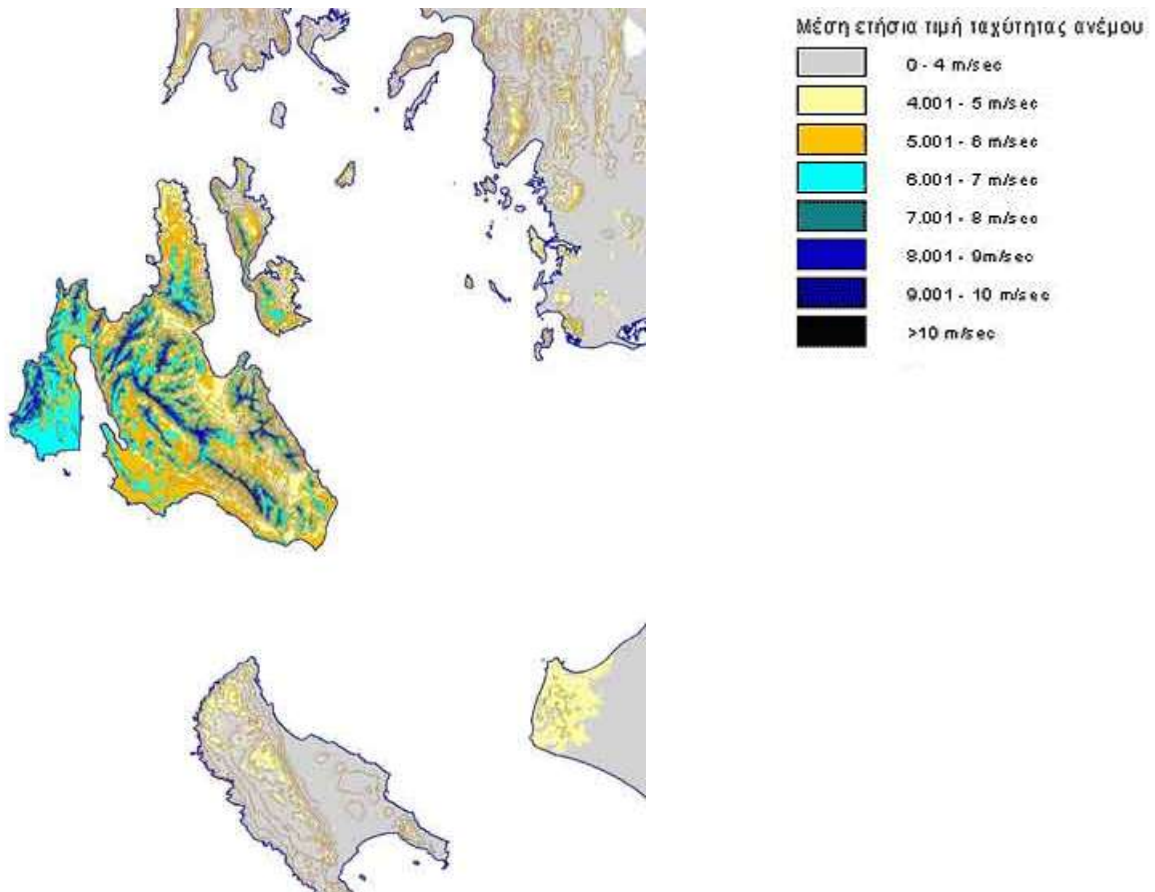 Μέση ετήσια τιμή ταχύτητας ανέμου
0 - 4 m/sec
4.001 - 5 m/sec
5.001 - 6 m/sec
6.001 - 7 m/sec
7.001 - 8 m/sec
8.001 - 9m/sec
9.001 - 10 m/sec
>10 m/sec